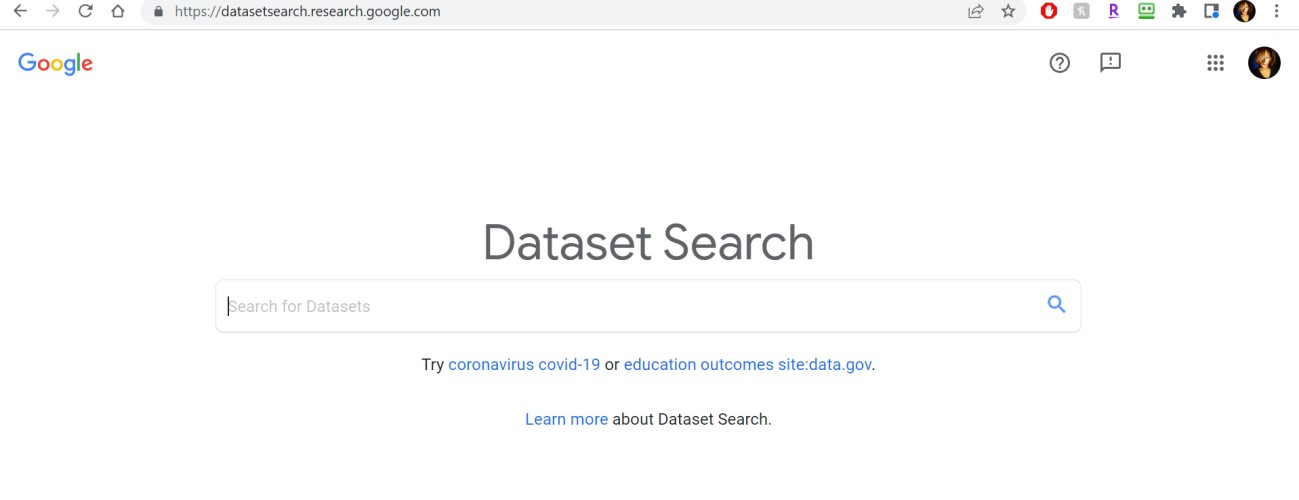 https://datasetsearch.research.google.com
R
Google
Dataset Search
Search for Datasets
Try coronavirus covid-19 or education outcomes site:data.gov.
Learn more about Dataset Search.